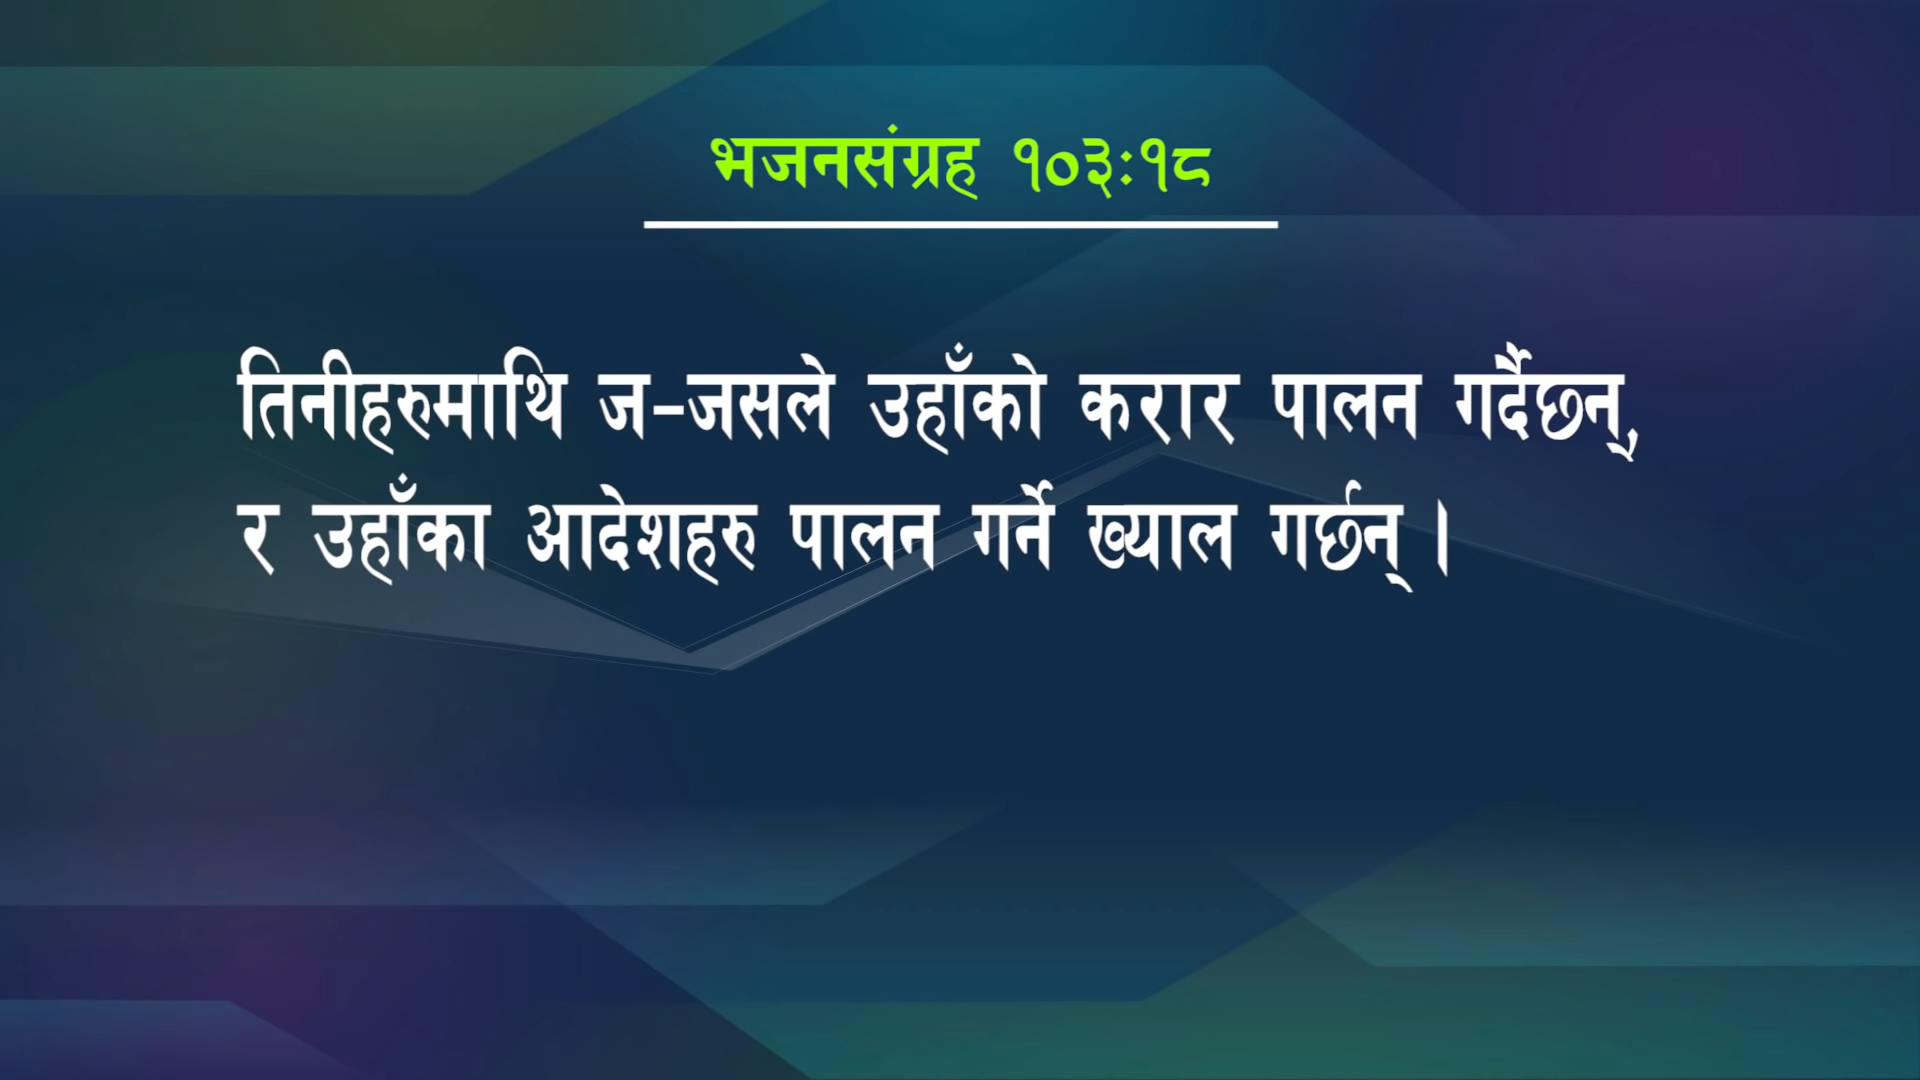 भजनसंग्रह १०३:१८
तिनीहरुमाथि ज-जसले उहाँको करार पालन गर्दैछन्,
र उहाँका आदेशहरु पालन गर्ने ख्याल गर्छन् ।